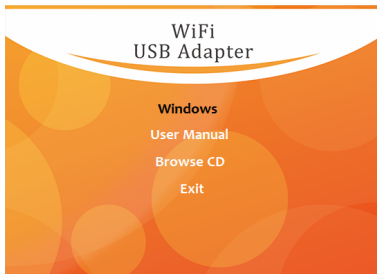 WiFi
USB Adapter
Windows
User Manual
Browse CD
Exit